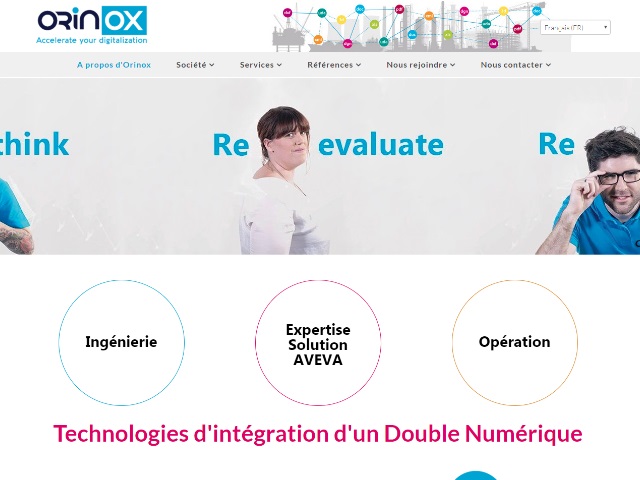 ORINOX
Accelerate your digitalization
Français (FR)
A propos d'Orinox Société Services Références Nous rejoindre Nous contacter
think Re evaluate Re
Ingénierie
Expertise
Solution
AVEVA
Opération
Technologies d'intégration d'un Double Numérique